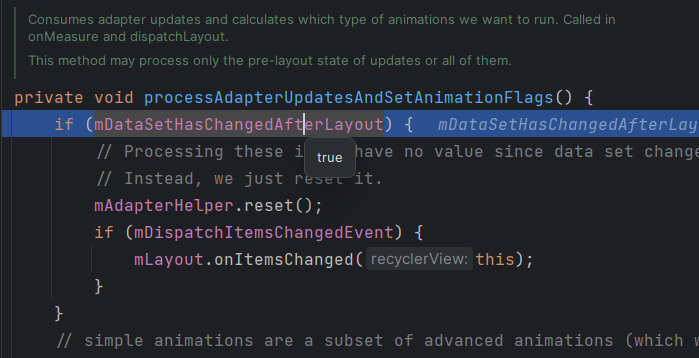 Consumes adapter updates and calculates which type of animations we want to run. Called in
onMeasure and dispatchLayout.
This method may process only the pre-layout state of updates or all of them.
private void processAdapterUpdatesAndSetAnimationFlags() {
if (mDataSetHasChangedAfterLayout) { mDataSetHasChangedAfterLay
// Processing these i have no value since data set change
true
// Instead, we just reset it.
mAdapterHelper.reset();
if (mDispatchItemsChangedEvent) {
mLayout.onItemsChanged( recyclerView: this);
}
}
// simple animations are a subset of advanced animations (which w